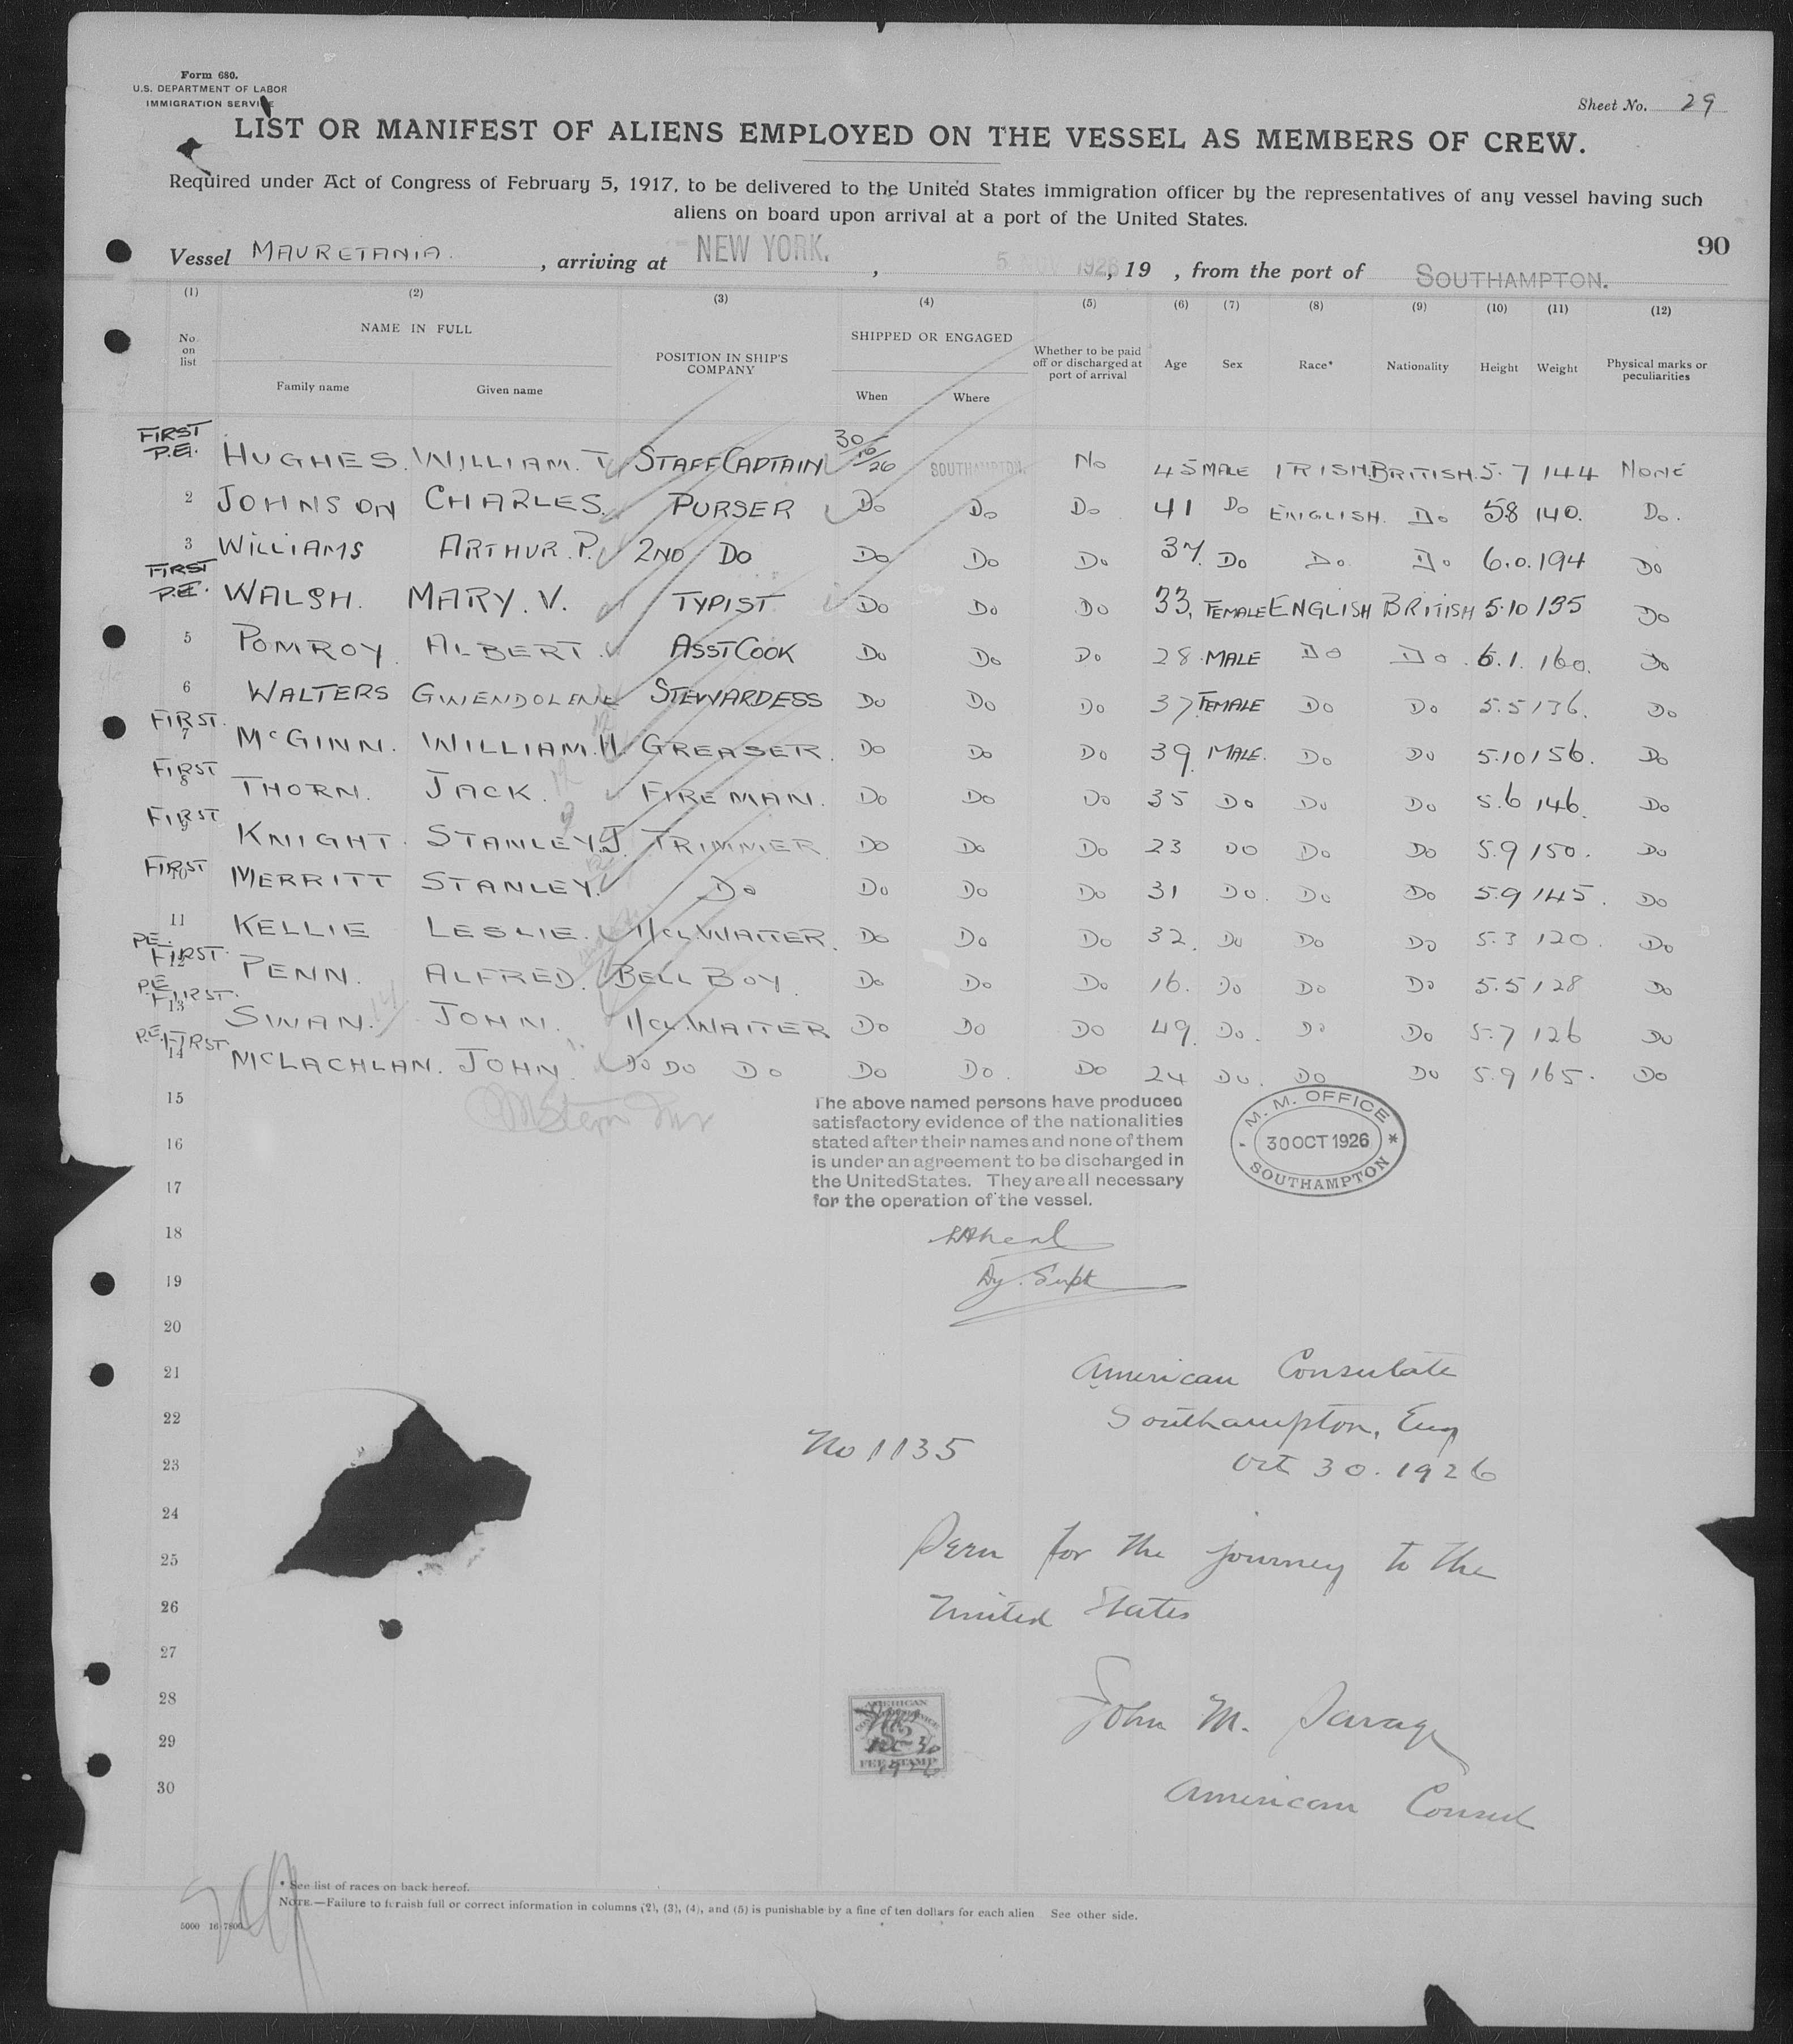 Form 680.
U.S. DEPARTMENT OF LABOR
IMMIGRATION SERVICE
Sheet No. 29
LIST OR MANIFEST OF ALIENS EMPLOYED ON THE VESSEL AS MEMBERS OF CREW.
Required under Act of Congress of February 5, 1917, to be delivered to the United States immigration officer by the representatives of any vessel having such
aliens on board upon arrival at a port of the United States.
90
Vessel MAURETANIA. , arriving at NEW YORK. , 5 NOV 1926, 19 , from the port of SOUTHAMPTON.
(1) (2) (3) (4) (5) (6) (7) (8) (9) (10) (11) (12)
No on list NAME IN FULL Family name Given name POSITION IN SHIP'S COMPANY SHIPPED OR ENGAGED When Where Whether to be paid off or discharged at port of arrival Age Sex Race* Nationality Height Weight Physical marks or peculiarities
FIRST P.E. HUGHES. WILLIAM. T STAFF CAPTAIN 30/10/26 SOUTHAMPTON. No 45 MALE IRISH. BRITISH. 5.7 144 NONE
2 JOHNSON CHARLES. PURSER Do Do Do 41 Do ENGLISH. Do 5.8 140. Do.
3 WILLIAMS ARTHUR. P. 2ND Do Do Do Do 37. Do Do Do 6.0. 194 Do
FIRST P.E. WALSH. MARY. V. TYPIST Do Do Do 33, FEMALE ENGLISH BRITISH 5.10 135 Do
5 POMROY. ALBERT. ASST COOK Do Do Do 28. MALE Do Do. 6.1. 160. Do
6 WALTERS GWENDOLENE STEWARDESS Do Do Do 37. FEMALE Do Do 5.5 136. Do
FIRST. 7 McGINN. WILLIAM. H. GREASER. Do Do Do 39. MALE. Do Do 5.10 156. Do
FIRST 8 THORN. JACK. FIREMAN. Do Do Do 35 Do Do Do 5.6 146. Do
FIRST 9 KNIGHT. STANLEY. J. TRIMMER. Do Do Do 23 Do Do Do 5.9 150. Do
FIRST 10 MERRITT STANLEY. Do Do Do Do 31 Do. Do Do 5.9 145. Do
11 KELLIE LESLIE. 1/CL. WAITER. Do Do Do 32. Do Do Do 5.3 120. Do
P.E. FIRST. 12 PENN. ALFRED. BELL BOY. Do Do Do 16. Do Do Do 5.5 128 Do
P.E. FIRST. 13 SWAN. JOHN. 1/CL. WAITER Do Do Do 49. Do. Do Do 5.7 126 Do
P.E. FIRST 14 McLACHLAN. JOHN. Do Do Do Do Do. Do 24 Do. Do Do 5.9 165. Do
15
The above named persons have produced
satisfactory evidence of the nationalities
stated after their names and none of them
is under an agreement to be discharged in
the United States. They are all necessary
for the operation of the vessel.
M. M. OFFICE
30 OCT 1926
SOUTHAMPTON
16
17
18
Dy. Supt
19
20
21
American Consulate
22
Southampton, Eng
No 1135
23
Oct 30. 1926
24
25
for the journey to the
26
United States
27
28
AMERICAN
2
Oct 30
1926
FEE STAMP
John M. Savage
29
30
American Consul
* See list of races on back hereof.
NOTE.—Failure to furnish full or correct information in columns (2), (3), (4), and (5) is punishable by a fine of ten dollars for each alien See other side.